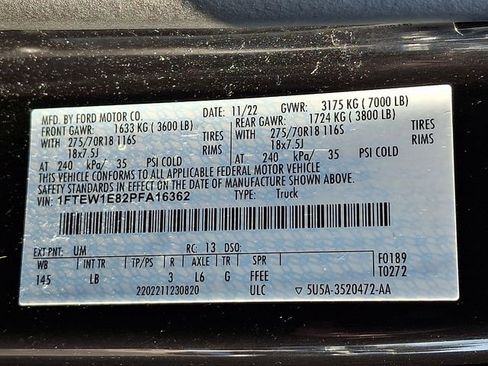 MFD. BY FORD MOTOR CO. DATE: 11/22 GVWR: 3175 KG ( 7000 LB)
FRONT GAWR: 1633 KG ( 3600 LB) REAR GAWR: 1724 KG ( 3800 LB)
WITH 275/70R18 116S TIRES WITH 275/70R18 116S TIRES
18x7.5J RIMS 18x7.5J RIMS
AT 240 kPa/ 35 PSI COLD AT 240 kPa/ 35 PSI COLD
THIS VEHICLE CONFORMS TO ALL APPLICABLE FEDERAL MOTOR VEHICLE
SAFETY STANDARDS IN EFFECT ON THE DATE OF MANUFACTURE SHOWN ABOVE.
VIN: 1FTEW1E82PFA16362 TYPE: Truck
EXT PNT: UM RC: 13 DSO:
WB INT TR TP/PS R AXLE TR SPR F0189
145 LB 3 L6 G FFEE T0272
2202211230820 ULC ▽ 5U5A-3520472-AA